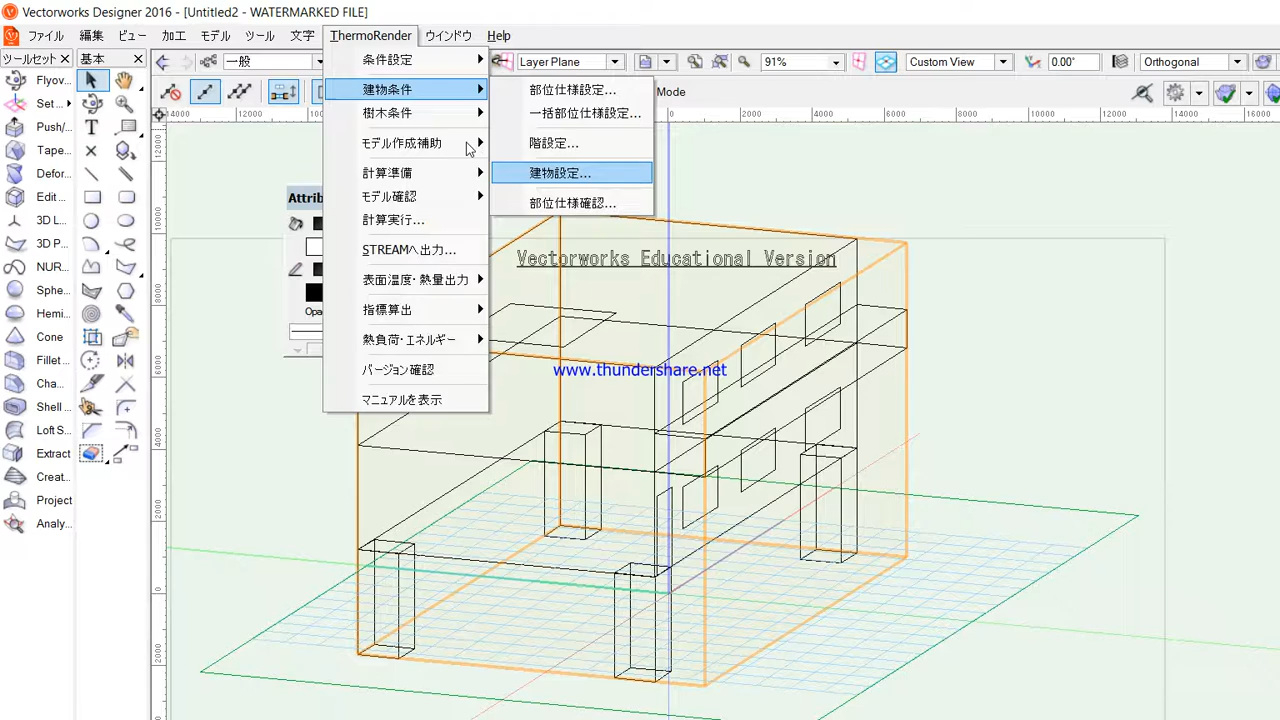 Vectorworks Designer 2016 - [Untitled2 - WATERMARKED FILE]
ファイル 編集 ビュー 加工 モデル ツール 文字 ThermoRender ウインドウ Help
ツールセット 基本 一般 Layer Plane 91% Custom View 0.00° Orthogonal
Mode
14000 12000 0 2000 4000 6000 8000 10000 12000 14000 16000
10000
8000
6000
4000
2000
0
2000
Flyov...
Set ...
Push/
Tape...
Defor...
Edit ...
3D L...
3D P...
NUR...
Sphe...
Hemi...
Cone
Fillet...
Cha...
Shell ...
Loft S...
Extract
Creat...
Project
Analy...
Attrib
Opa
条件設定
建物条件
樹木条件
モデル作成補助
計算準備
モデル確認
計算実行...
STREAMへ出力...
表面温度・熱量出力
指標算出
熱負荷・エネルギー
バージョン確認
マニュアルを表示
部位仕様設定...
一括部位仕様設定...
階設定...
建物設定...
部位仕様確認...
Vectorworks Educational Version
www.thundershare.net